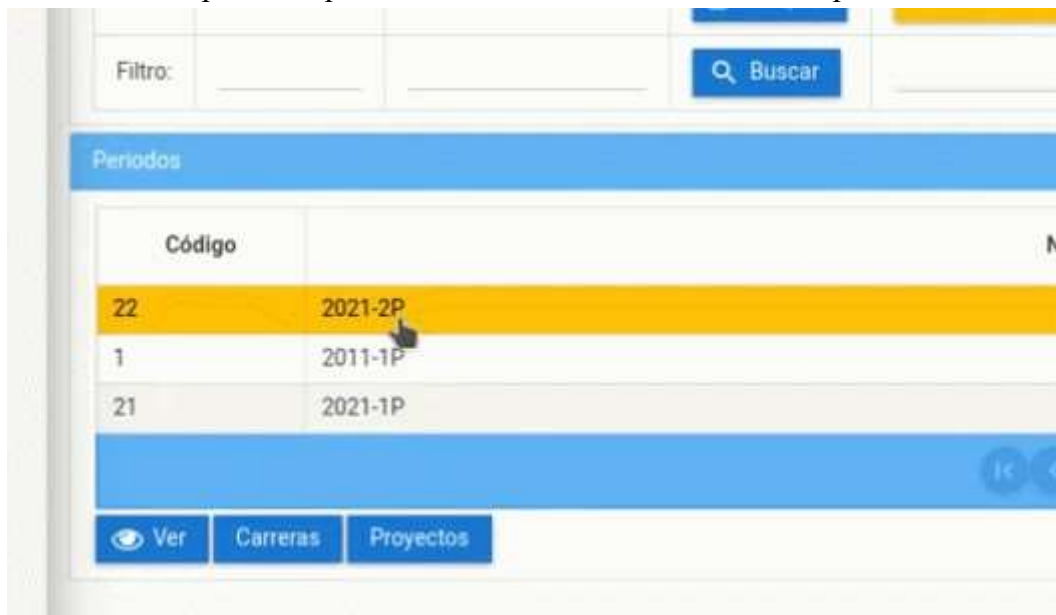 Filtro: Buscar
Periodos
Código
22 2021-2P
1 2011-1P
21 2021-1P
Ver Carreras Proyectos